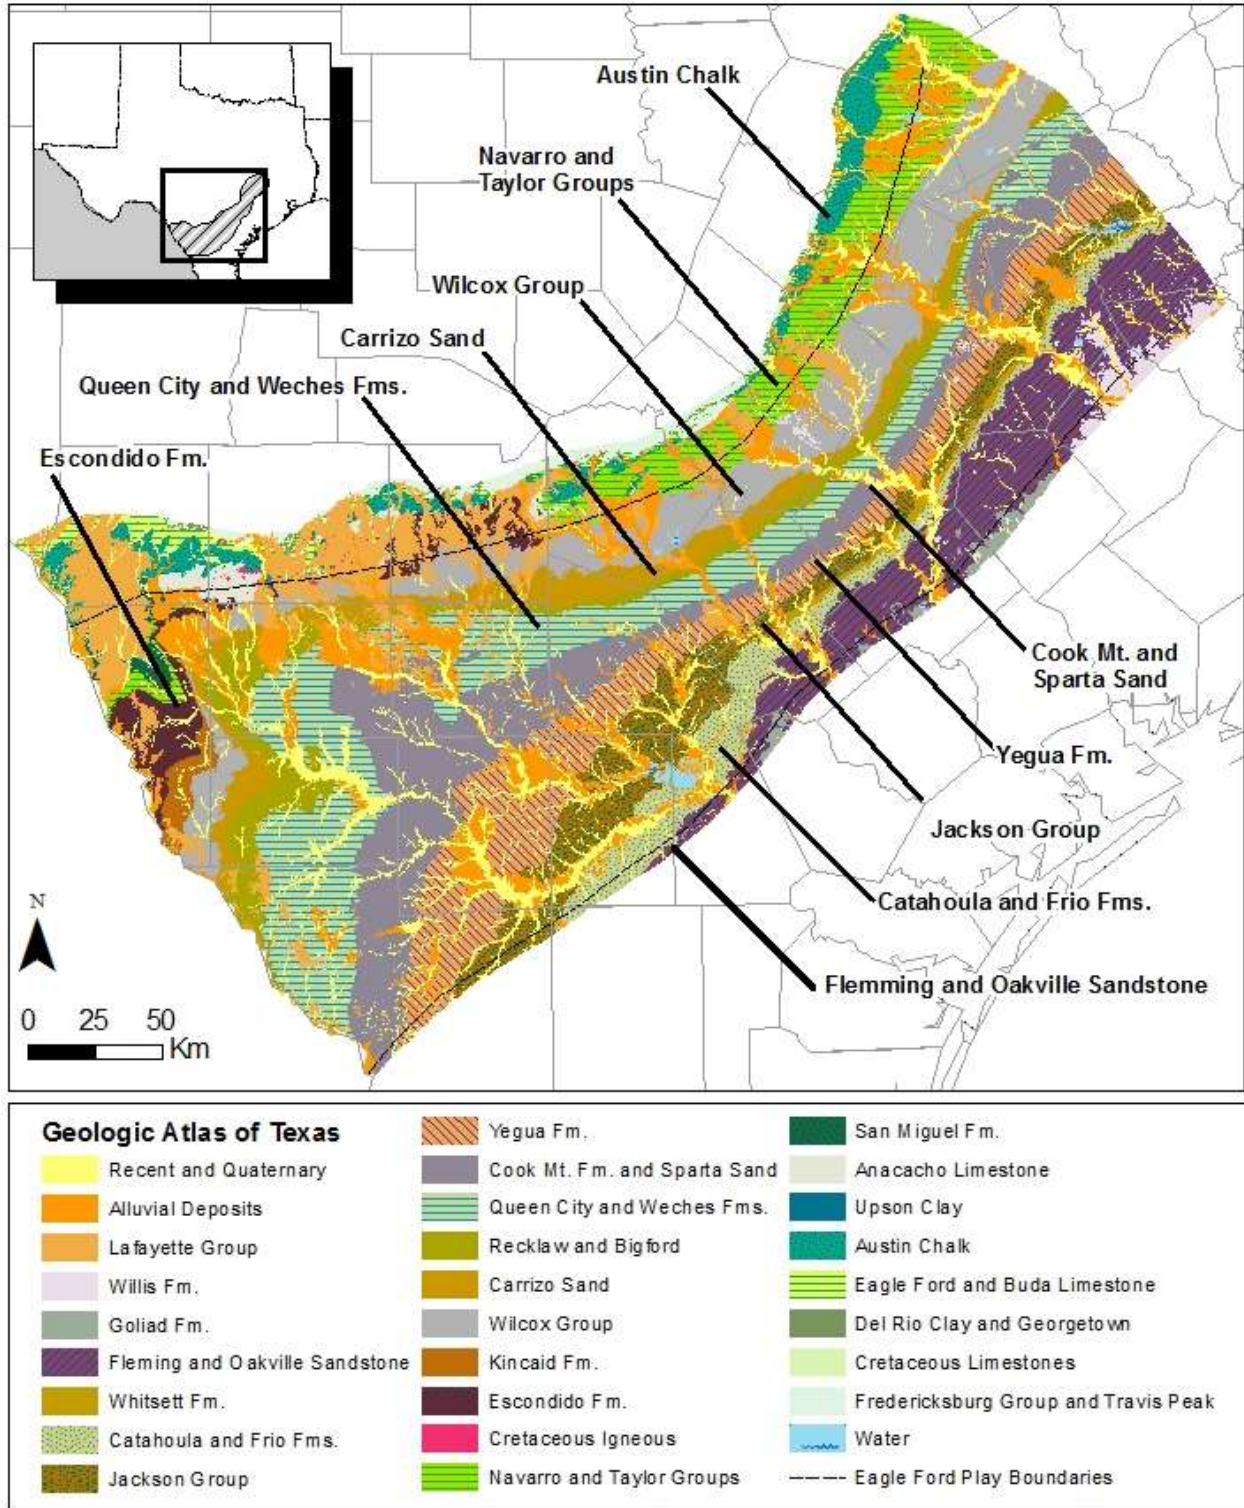 Austin Chalk
Navarro and
Taylor Groups
Wilcox Group
Carrizo Sand
Queen City and Weches Fms.
Escondido Fm.
Cook Mt. and
Sparta Sand
Yegua Fm.
Jackson Group
Catahoula and Frio Fms.
Flemming and Oakville Sandstone
N
0 25 50
Km
Geologic Atlas of Texas
Recent and Quaternary
Alluvial Deposits
Lafayette Group
Willis Fm.
Goliad Fm.
Fleming and Oakville Sandstone
Whitsett Fm.
Catahoula and Frio Fms.
Jackson Group
Yegua Fm.
Cook Mt. Fm. and Sparta Sand
Queen City and Weches Fms.
Recklaw and Bigford
Carrizo Sand
Wilcox Group
Kincaid Fm.
Escondido Fm.
Cretaceous Igneous
Navarro and Taylor Groups
San Miguel Fm.
Anacacho Limestone
Upson Clay
Austin Chalk
Eagle Ford and Buda Limestone
Del Rio Clay and Georgetown
Cretaceous Limestones
Fredericksburg Group and Travis Peak
Water
Eagle Ford Play Boundaries